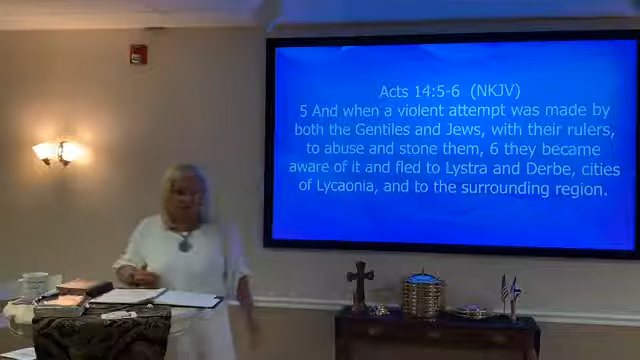 Acts 14:5-6 (NKJV)
5 And when a violent attempt was made by
both the Gentiles and Jews, with their rulers,
to abuse and stone them, 6 they became
aware of it and fled to Lystra and Derbe, cities
of Lycaonia, and to the surrounding region.